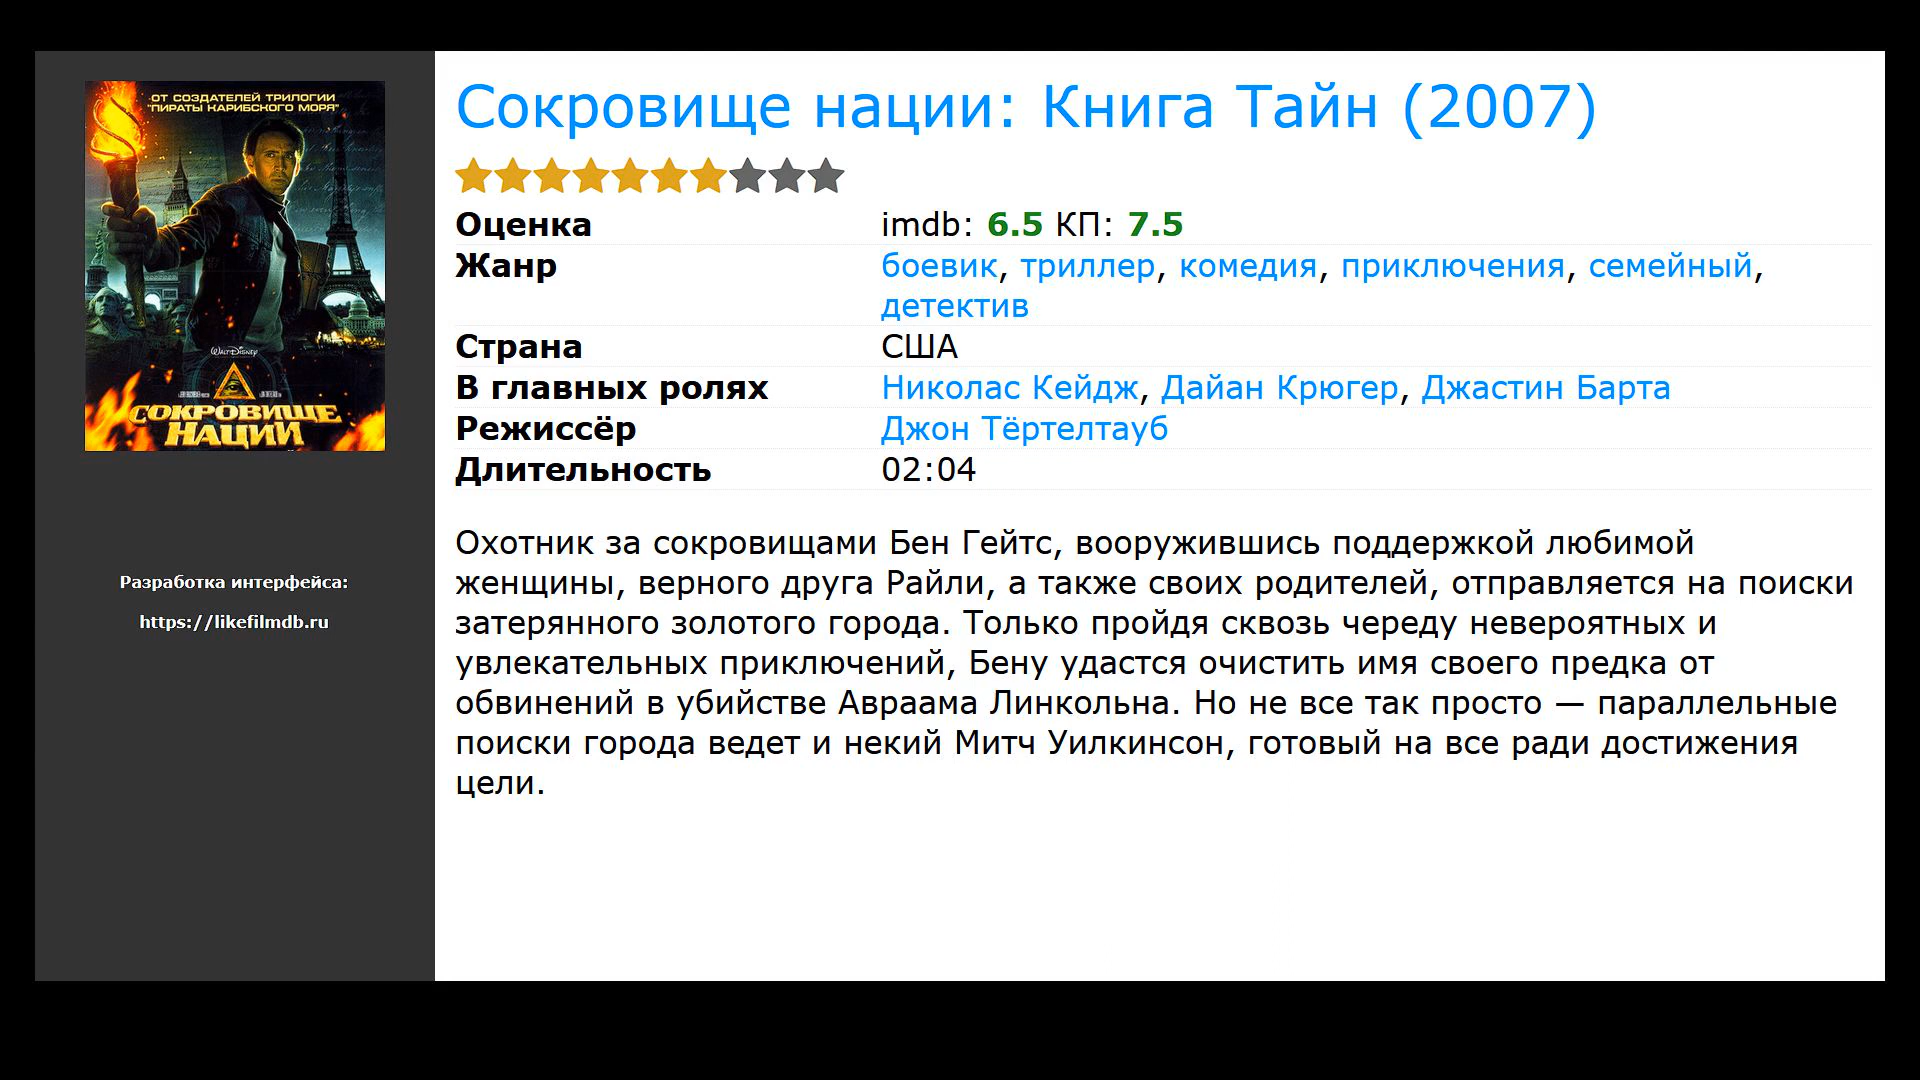 ОТ СОЗДАТЕЛЕЙ ТРИЛОГИИ
"ПИРАТЫ КАРИБСКОГО МОРЯ"
WALT DISNEY
СОКРОВИЩЕ
НАЦИИ
Разработка интерфейса:
https://likefilmdb.ru
Сокровище нации: Книга Тайн (2007)
Оценка imdb: 6.5 КП: 7.5
Жанр боевик, триллер, комедия, приключения, семейный,
детектив
Страна США
В главных ролях Николас Кейдж, Дайан Крюгер, Джастин Барта
Режиссёр Джон Тёртелтауб
Длительность 02:04
Охотник за сокровищами Бен Гейтс, вооружившись поддержкой любимой
женщины, верного друга Райли, а также своих родителей, отправляется на поиски
затерянного золотого города. Только пройдя сквозь череду невероятных и
увлекательных приключений, Бену удастся очистить имя своего предка от
обвинений в убийстве Авраама Линкольна. Но не все так просто — параллельные
поиски города ведет и некий Митч Уилкинсон, готовый на все ради достижения
цели.